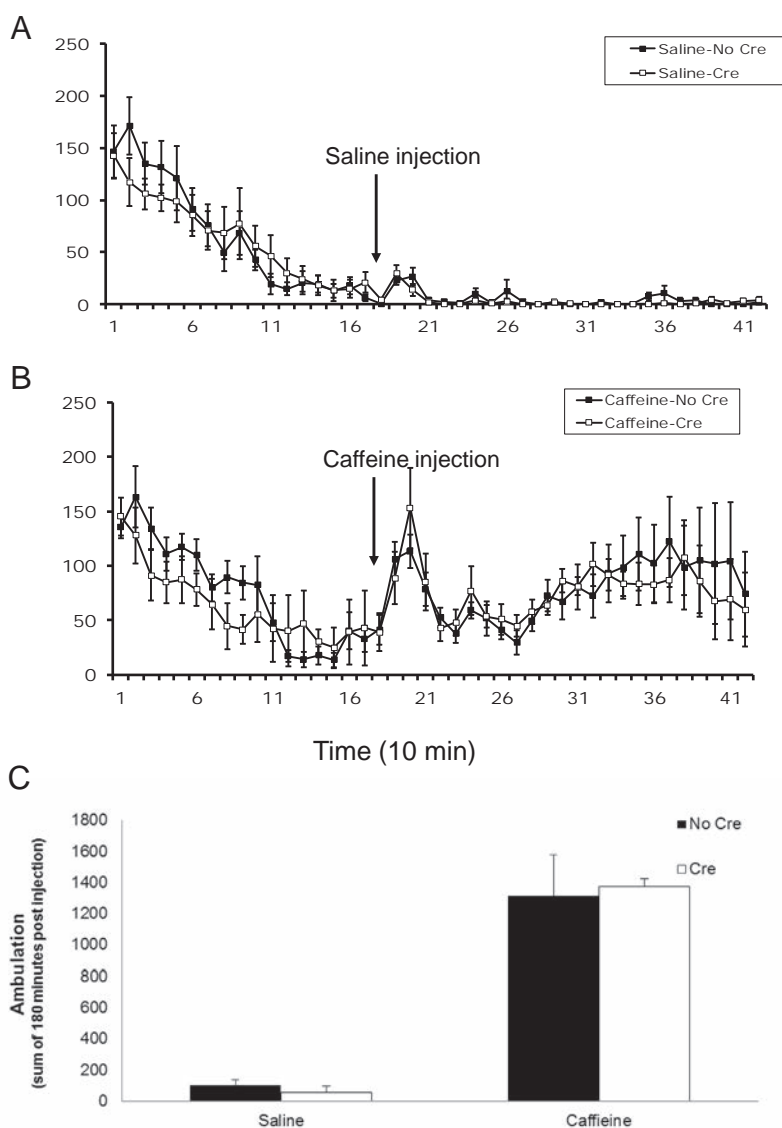 A
250
200
150
100
50
0
Saline-No Cre
Saline-Cre
Saline injection
1 6 11 16 21 26 31 36 41
B
250
200
150
100
50
0
Caffeine-No Cre
Caffeine-Cre
Caffeine injection
1 6 11 16 21 26 31 36 41
Time (10 min)
C
Ambulation
(sum of 180 minutes post injection)
1800
1600
1400
1200
1000
800
600
400
200
0
No Cre
Cre
Saline Caffieine